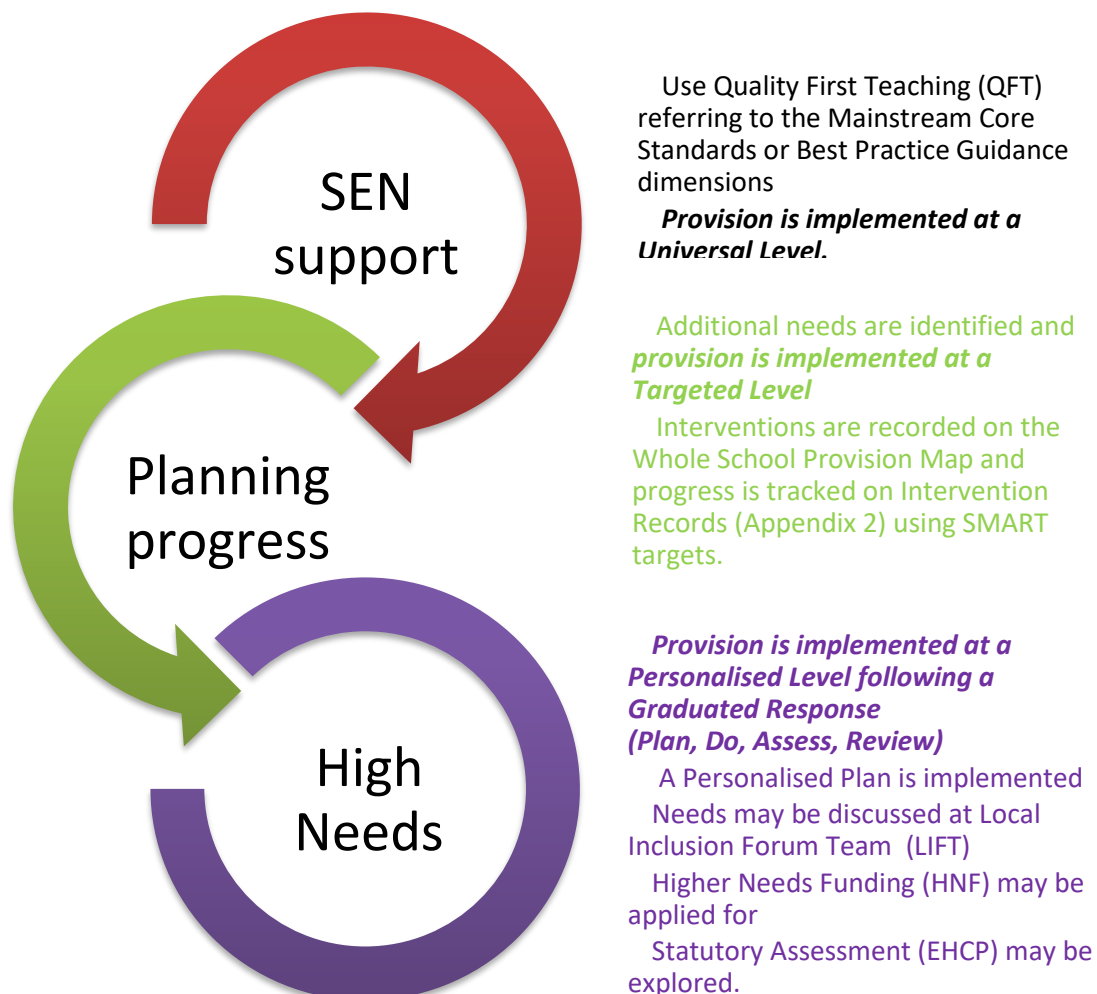 SEN
support
Use Quality First Teaching (QFT)
referring to the Mainstream Core
Standards or Best Practice Guidance
dimensions
Provision is implemented at a
Universal Level.
Planning
progress
Additional needs are identified and
provision is implemented at a
Targeted Level
Interventions are recorded on the
Whole School Provision Map and
progress is tracked on Intervention
Records (Appendix 2) using SMART
targets.
High
Needs
Provision is implemented at a
Personalised Level following a
Graduated Response
(Plan, Do, Assess, Review)
A Personalised Plan is implemented
Needs may be discussed at Local
Inclusion Forum Team (LIFT)
Higher Needs Funding (HNF) may be
applied for
Statutory Assessment (EHCP) may be
explored.